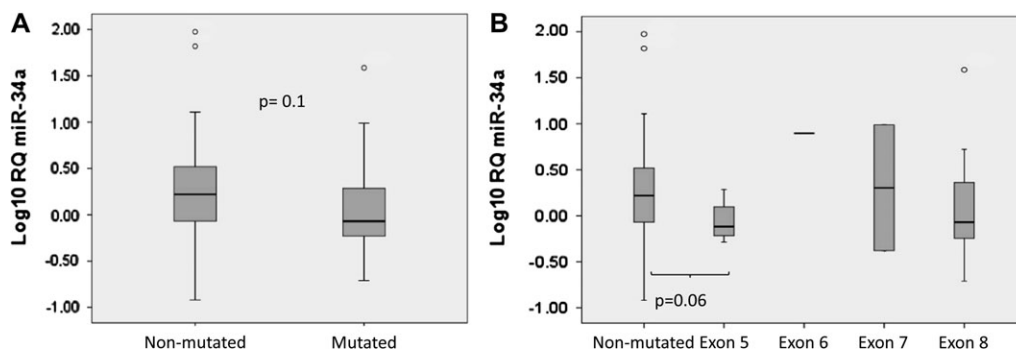 A
Log10 RQ miR-34a
2.00
1.50
1.00
0.50
0.00
-0.50
-1.00
p= 0.1
Non-mutated Mutated
B
Log10 RQ miR-34a
2.00
1.50
1.00
0.50
0.00
-0.50
-1.00
p=0.06
Non-mutated Exon 5 Exon 6 Exon 7 Exon 8